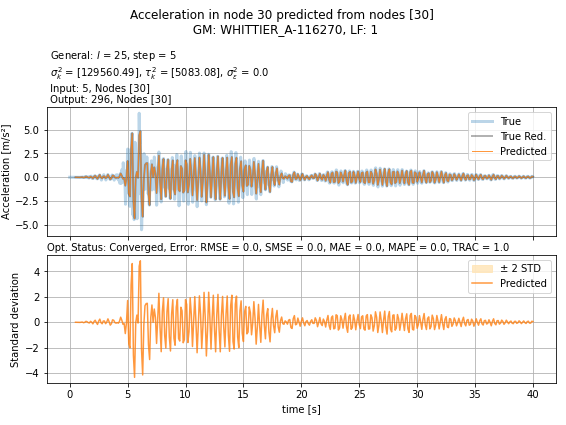 Acceleration in node 30 predicted from nodes [30]
GM: WHITTIER_A-116270, LF: 1
General: l = 25, step = 5
σ²ₖ = [129560.49], τ²ₖ = [5083.08], σ²ₑ = 0.0
Input: 5, Nodes [30]
Output: 296, Nodes [30]
True
True Red.
Predicted
Acceleration [m/s²]
5.0
2.5
0.0
−2.5
−5.0
Opt. Status: Converged, Error: RMSE = 0.0, SMSE = 0.0, MAE = 0.0, MAPE = 0.0, TRAC = 1.0
± 2 STD
Predicted
Standard deviation
4
2
0
−2
−4
0 5 10 15 20 25 30 35 40
time [s]